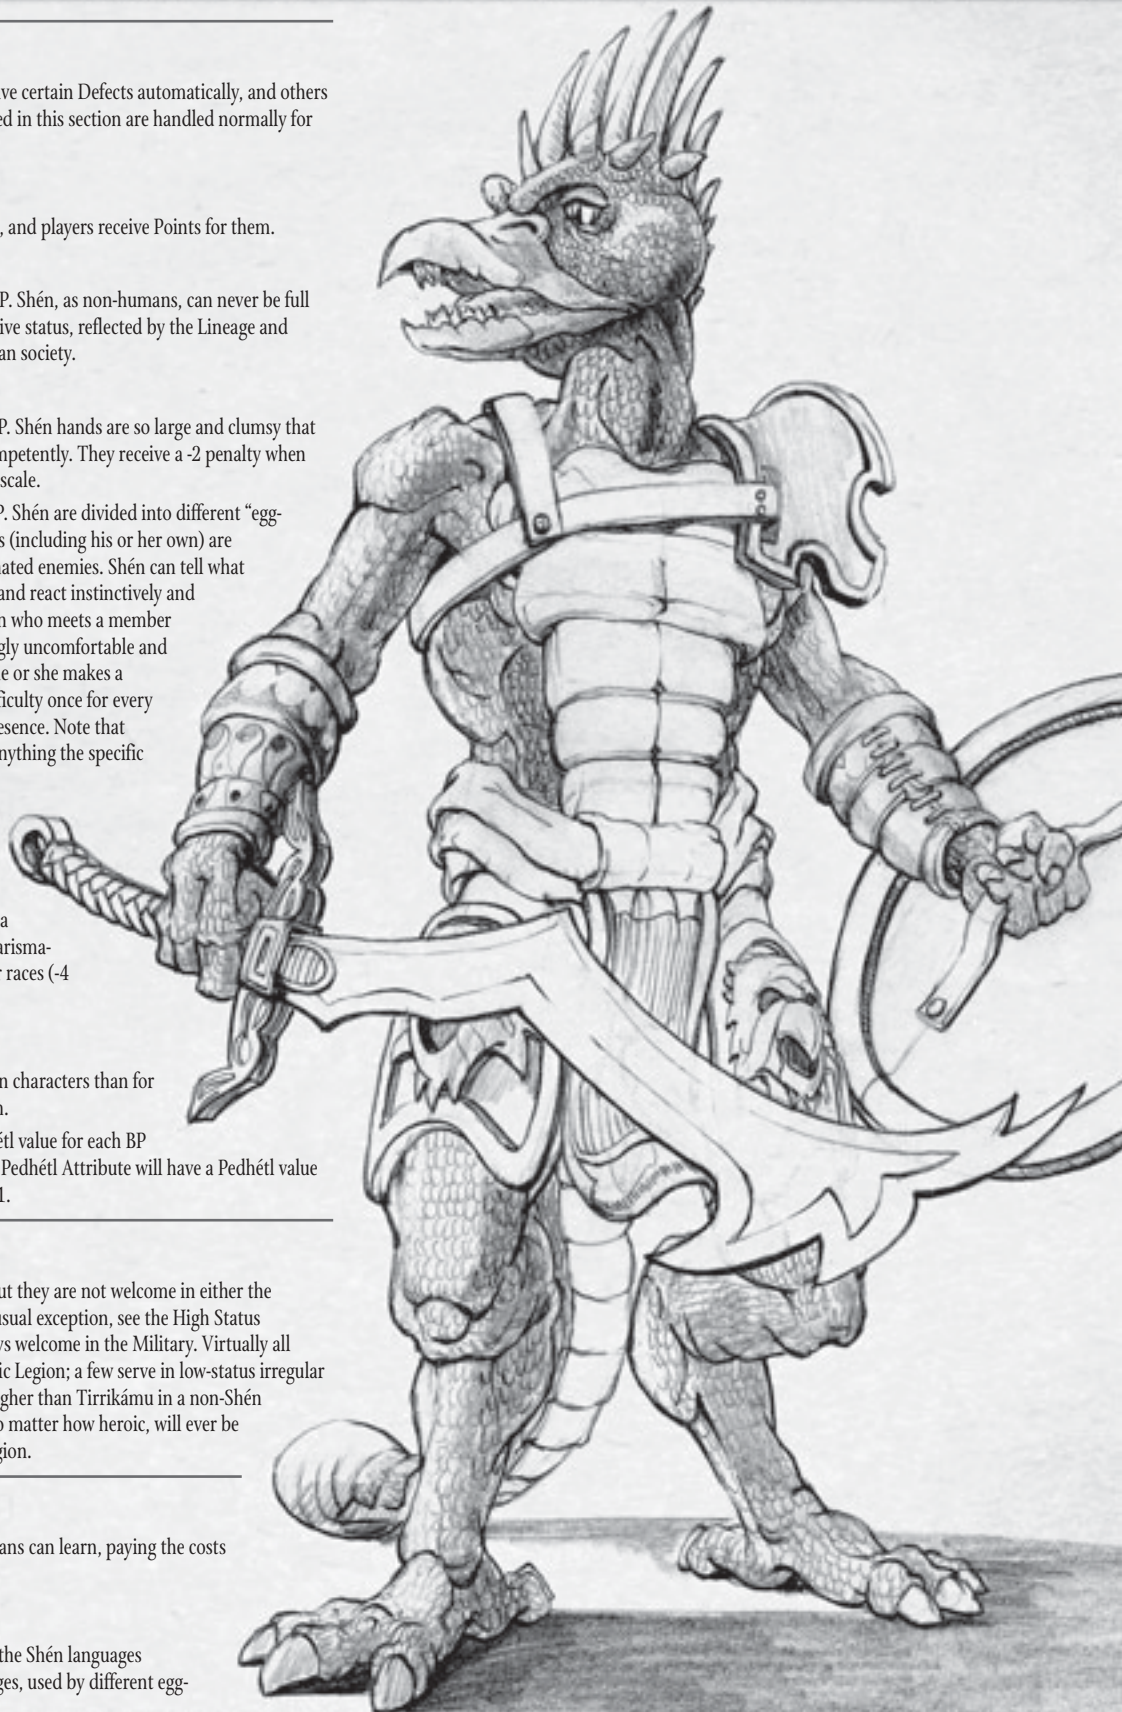 ve certain Defects automatically, and others
ed in this section are handled normally for
, and players receive Points for them.
P. Shén, as non-humans, can never be full
ive status, reflected by the Lineage and
an society.
P. Shén hands are so large and clumsy that
mpetently. They receive a -2 penalty when
scale.
P. Shén are divided into different “egg-
s (including his or her own) are
nated enemies. Shén can tell what
and react instinctively and
n who meets a member
gly uncomfortable and
e or she makes a
ficulty once for every
esence. Note that
nything the specific
a
arisma-
r races (-4
n characters than for
n.
étl value for each BP
Pedhétl Attribute will have a Pedhétl value
1.
ut they are not welcome in either the
usual exception, see the High Status
ys welcome in the Military. Virtually all
ic Legion; a few serve in low-status irregular
gher than Tirrikámu in a non-Shén
o matter how heroic, will ever be
gion.
ans can learn, paying the costs
the Shén languages
ges, used by different egg-